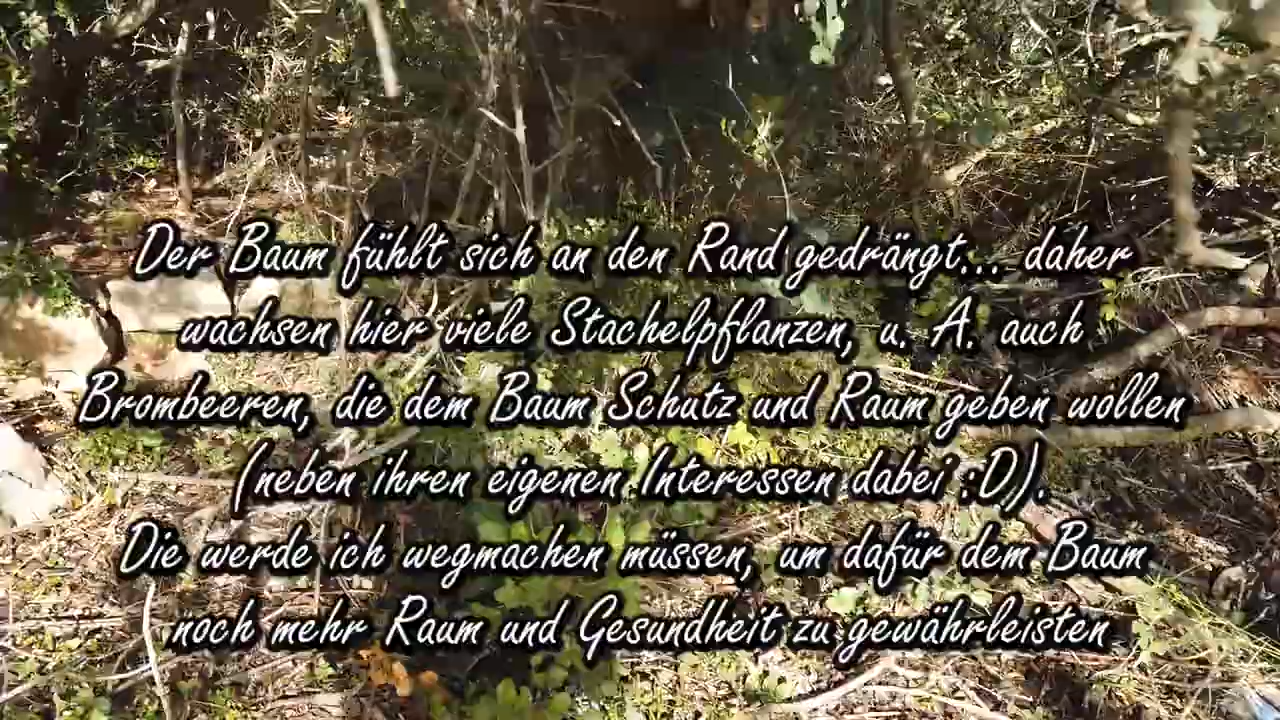 Der Baum fühlt sich an den Rand gedrängt... daher
wachsen hier viele Stachelpflanzen, u. A. auch
Brombeeren, die dem Baum Schutz und Raum geben wollen
(neben ihren eigenen Interessen dabei :D).
Die werde ich wegmachen müssen, um dafür dem Baum
noch mehr Raum und Gesundheit zu gewährleisten